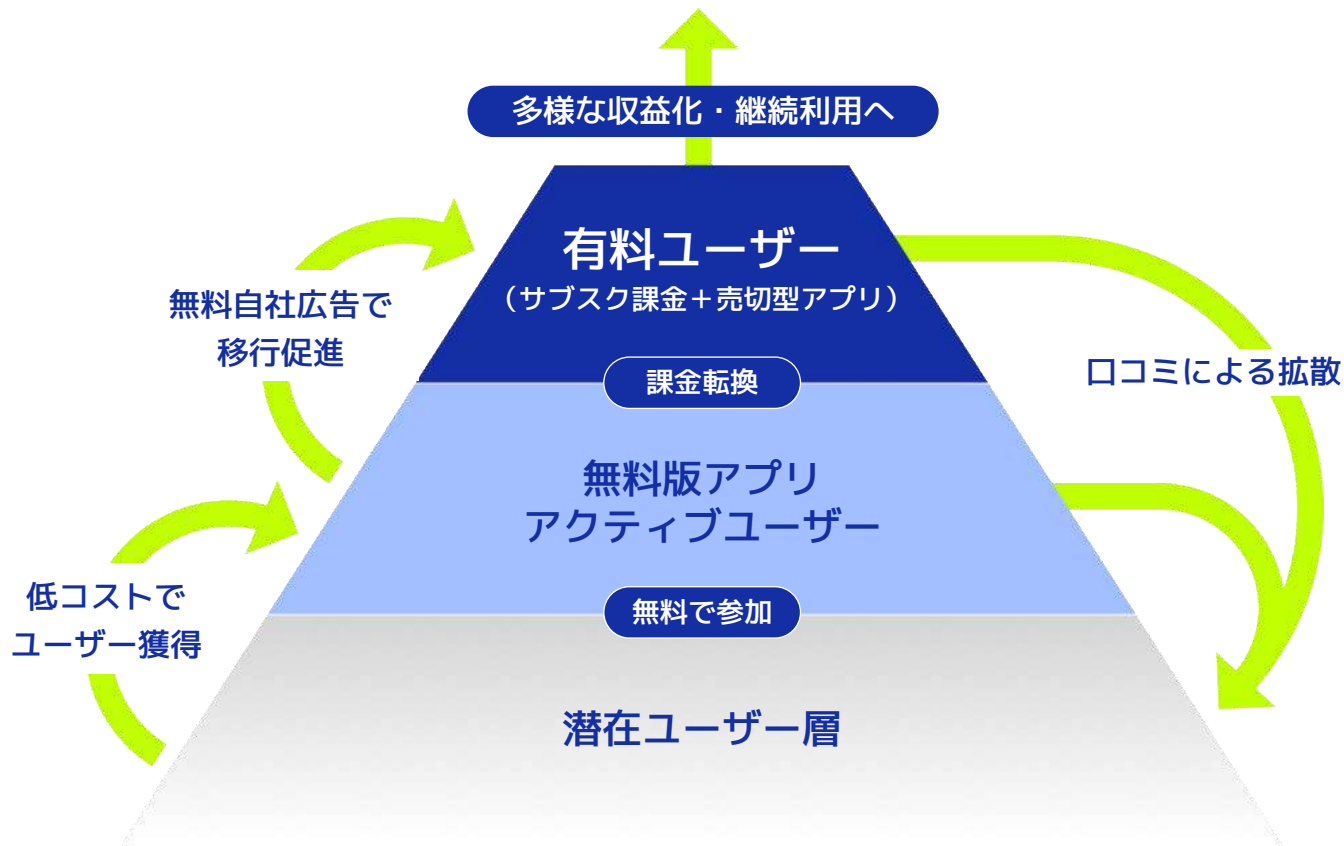 多様な収益化・継続利用へ
有料ユーザー
（サブスク課金＋売切型アプリ）
無料自社広告で
移行促進
口コミによる拡散
課金転換
無料版アプリ
アクティブユーザー
低コストで
ユーザー獲得
無料で参加
潜在ユーザー層